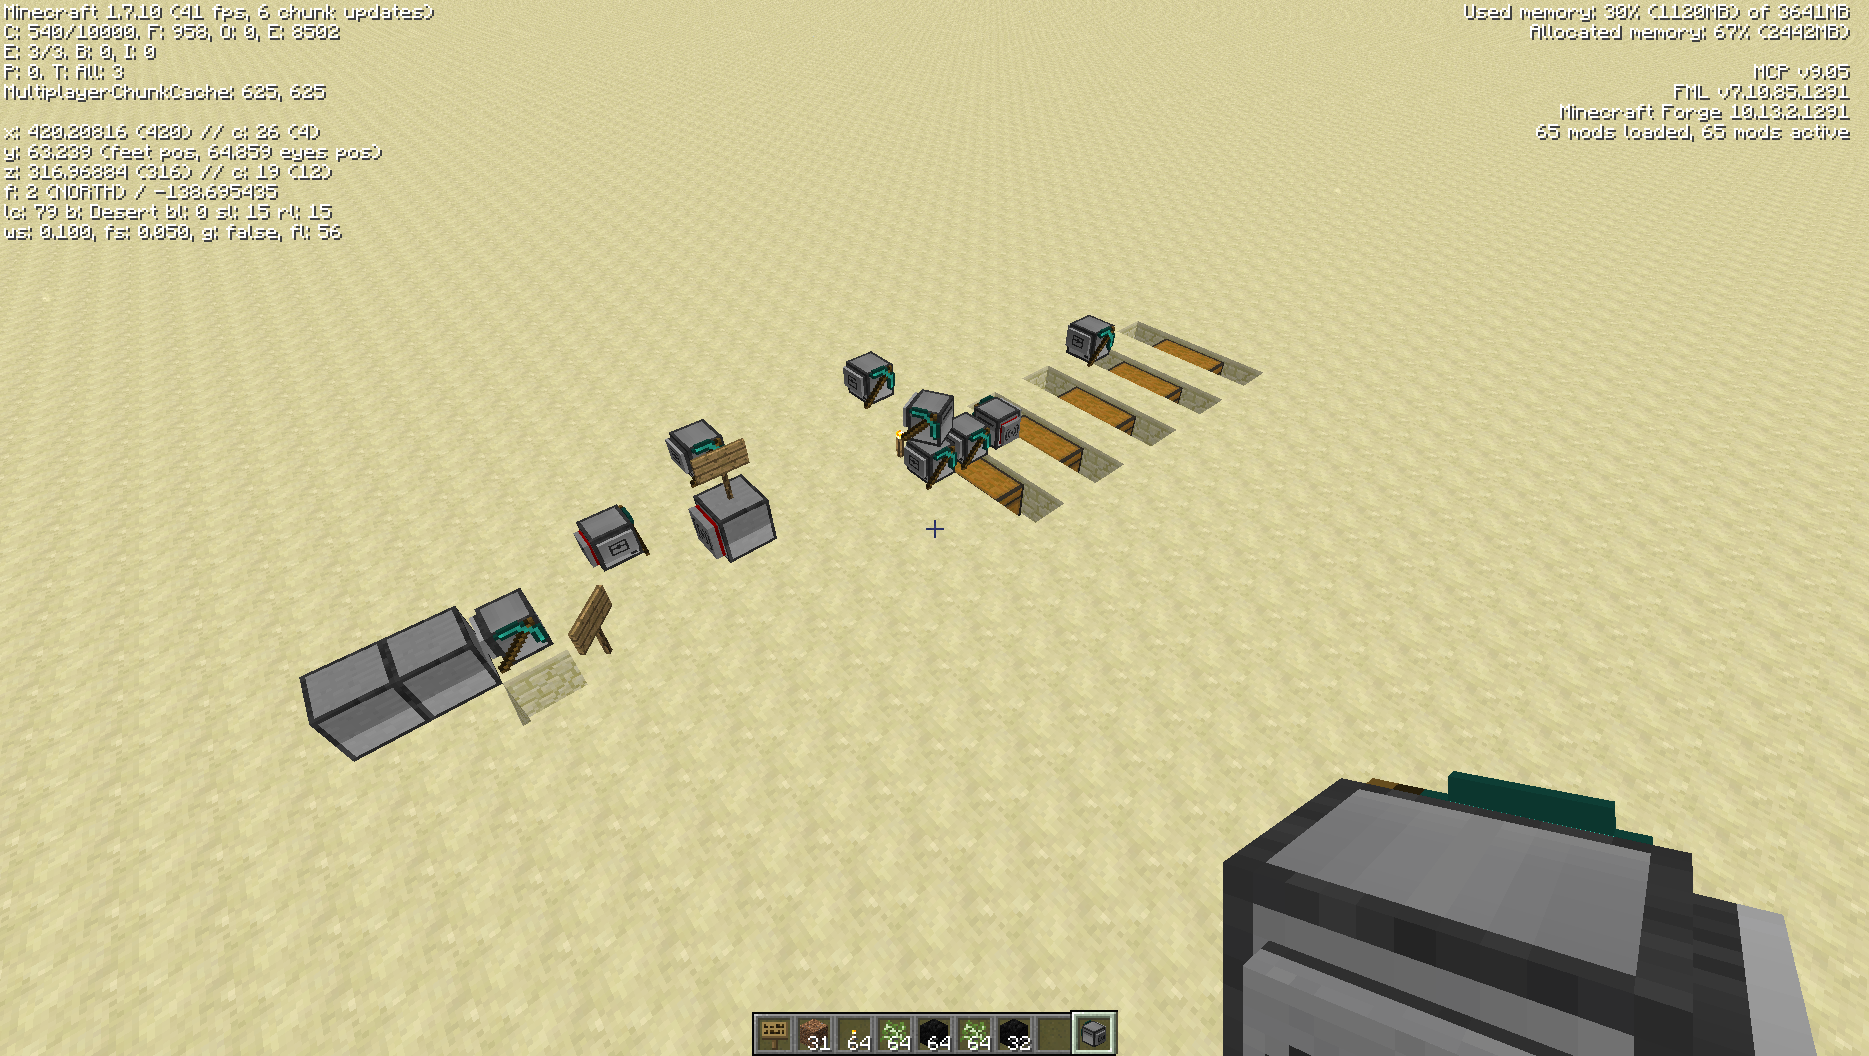 Minecraft 1.7.10 (41 fps, 6 chunk updates)
C: 540/10000. F: 958, O: 0, E: 8502
E: 3/3. B: 0, I: 0
P: 0. T: All: 3
MultiplayerChunkCache: 625, 625
x: 420.20816 (420) // c: 26 (4)
y: 63.239 (feet pos, 64.859 eyes pos)
z: 316.96884 (316) // c: 19 (12)
f: 2 (NORTH) / -138.695435
lc: 79 b: Desert bl: 0 sl: 15 rl: 15
ws: 0.100, fs: 0.050, g: false, fl: 56
Used memory: 30% (1120MB) of 3641MB
Allocated memory: 67% (2442MB)
MCP v9.05
FML v7.10.85.1291
Minecraft Forge 10.13.2.1291
65 mods loaded, 65 mods active
31 64 64 64 64 32